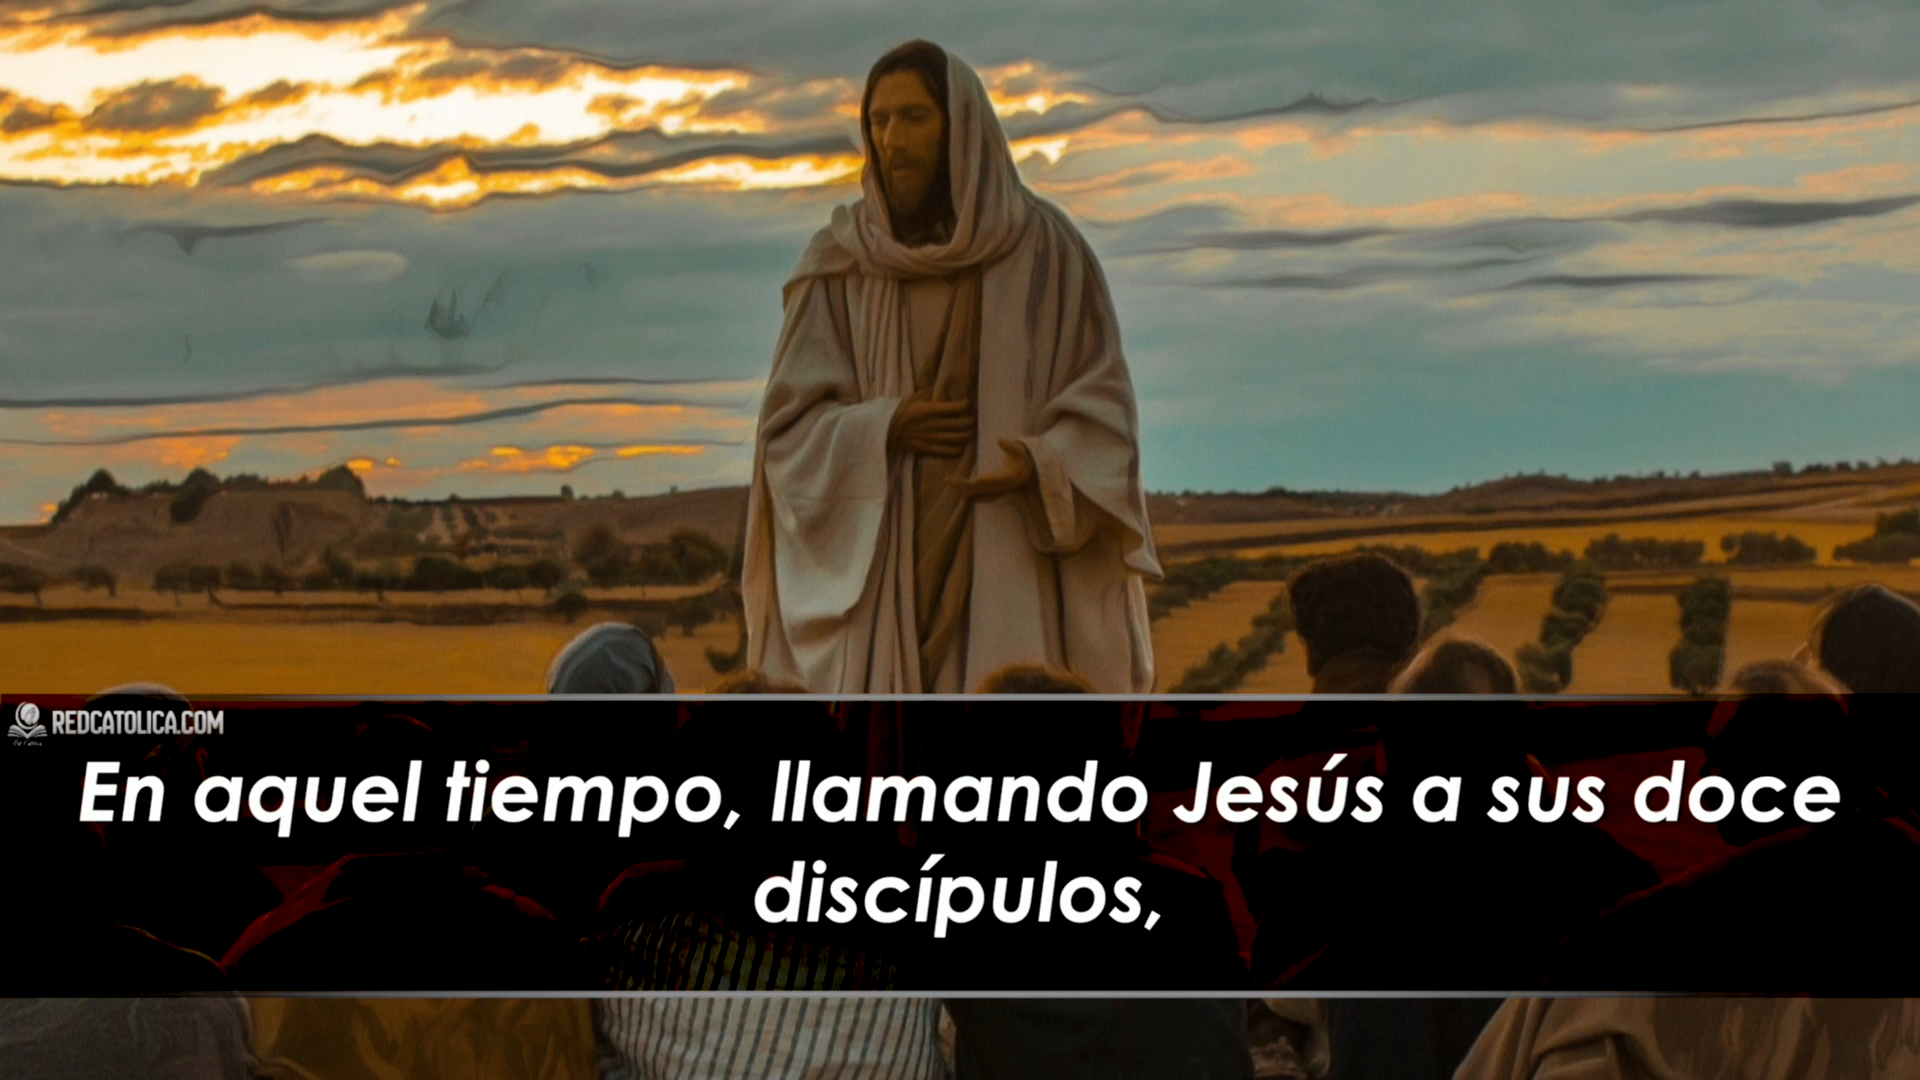 REDCATOLICA.COM
En aquel tiempo, llamando Jesús a sus doce
discípulos,